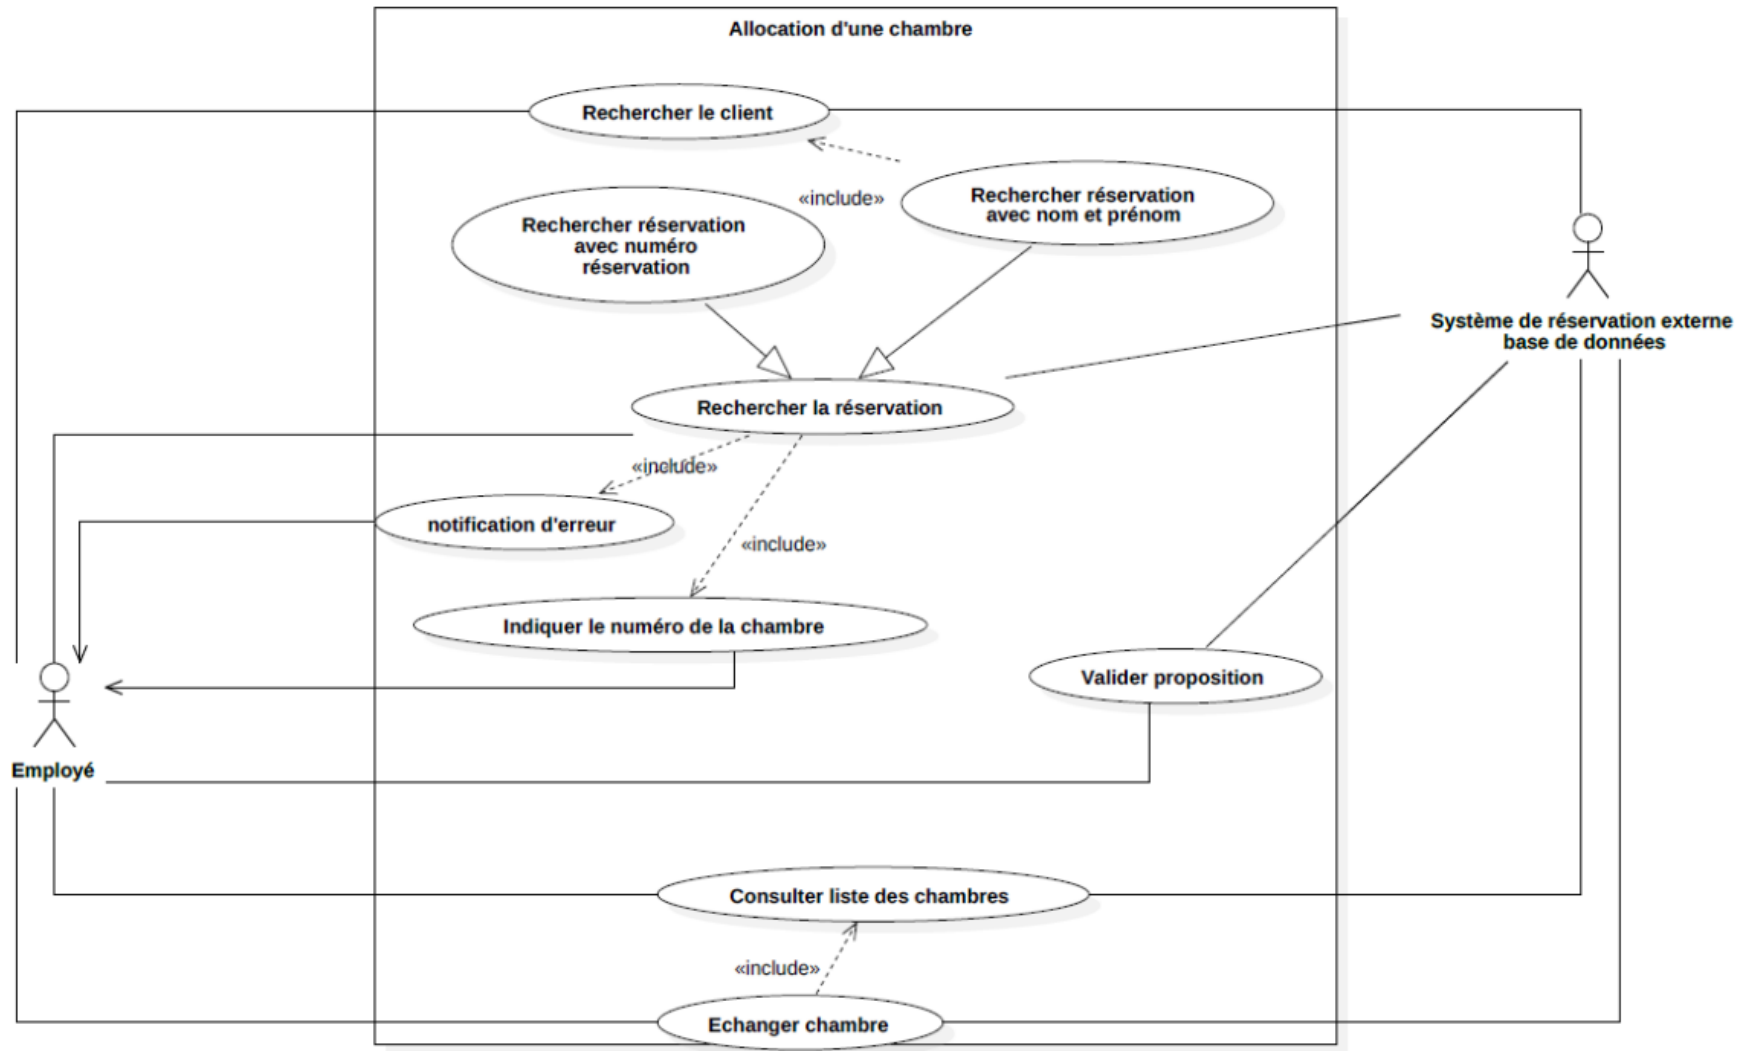 Allocation d'une chambre
Rechercher le client
«include»
Rechercher réservation
avec nom et prénom
Rechercher réservation
avec numéro
réservation
Système de réservation externe
base de données
Rechercher la réservation
«include»
notification d'erreur
«include»
Indiquer le numéro de la chambre
Valider proposition
Employé
Consulter liste des chambres
«include»
Echanger chambre